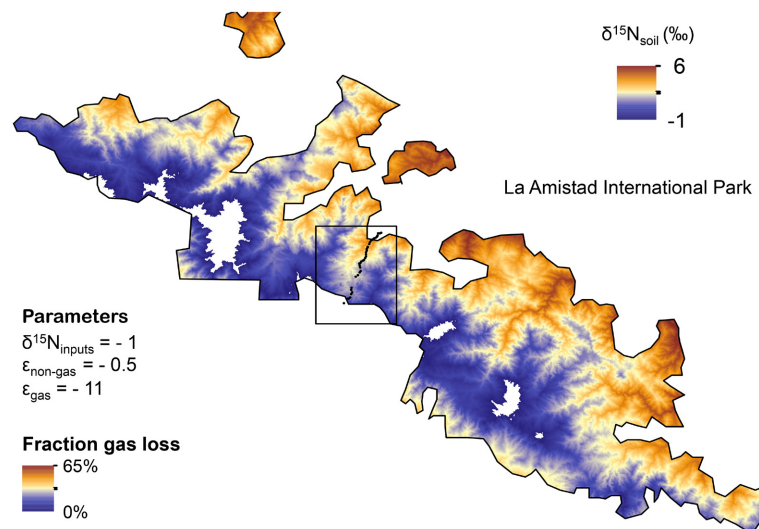 δ¹⁵Nsoil (‰)
6
-1
La Amistad International Park
Parameters
δ¹⁵Ninputs = - 1
εnon-gas = - 0.5
εgas = - 11
Fraction gas loss
65%
0%